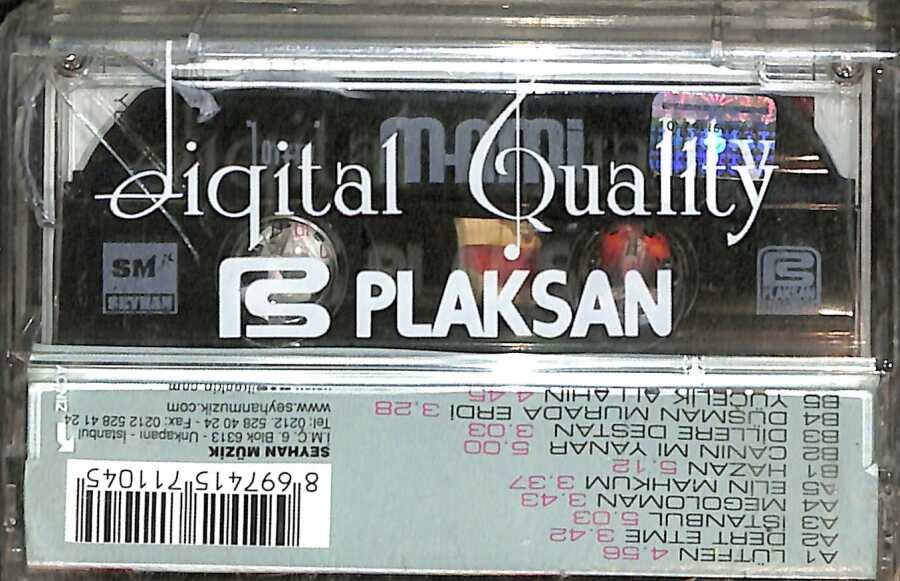 digital Quality
PLAKSAN
SM
SEYHAN
PLAKSAN
A1 LÜTFEN 4.56
A2 DERT ETME 3.42
A3 İSTANBUL 5.03
A4 MEGOLOMAN 3.43
A5 ELİN MAHKUM 3.37
B1 HAZAN 5.12
B2 CANIN MI YANAR 5.00
B3 DİLLERE DESTAN 3.03
B4 DÜŞMAN MURADA ERDİ 3.28
B5 YÜCELİK ALLAHIN 4.45
8 697415 711045
SEYHAN MÜZİK
İ.M.Ç. 6. Blok 6313 - Unkapanı - İstanbul
Tel: 0212. 528 40 24 - Fax: 0212 528 41 24
www.seyhanmuzik.com